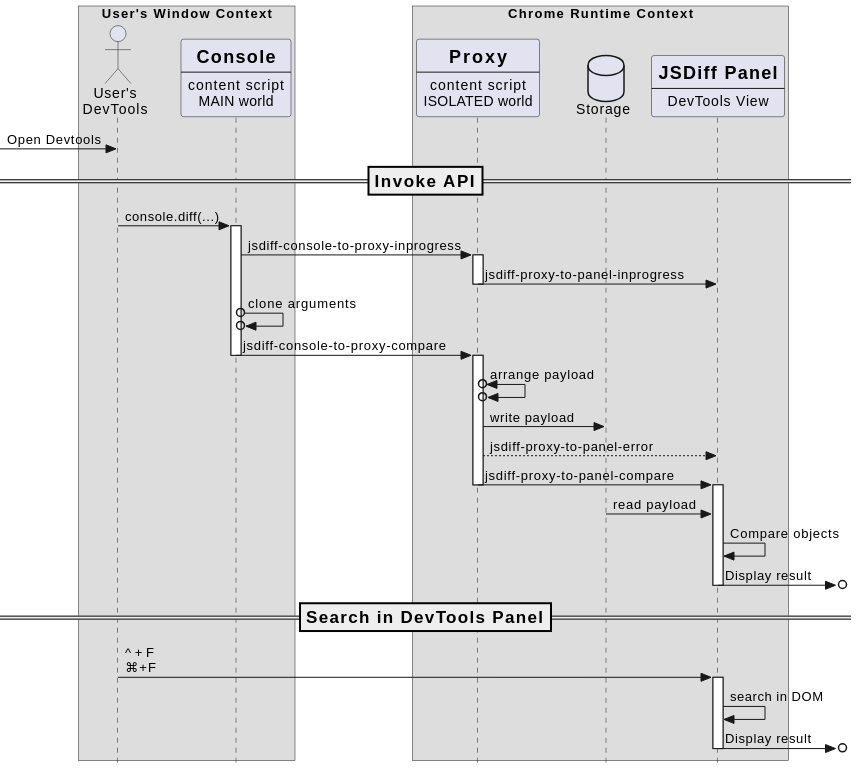 User's Window Context
Chrome Runtime Context
User's
DevTools
Console
content script
MAIN world
Proxy
content script
ISOLATED world
Storage
JSDiff Panel
DevTools View
Open Devtools
Invoke API
console.diff(...)
jsdiff-console-to-proxy-inprogress
jsdiff-proxy-to-panel-inprogress
clone arguments
jsdiff-console-to-proxy-compare
arrange payload
write payload
jsdiff-proxy-to-panel-error
jsdiff-proxy-to-panel-compare
read payload
Compare objects
Display result
Search in DevTools Panel
^ + F
⌘+F
search in DOM
Display result